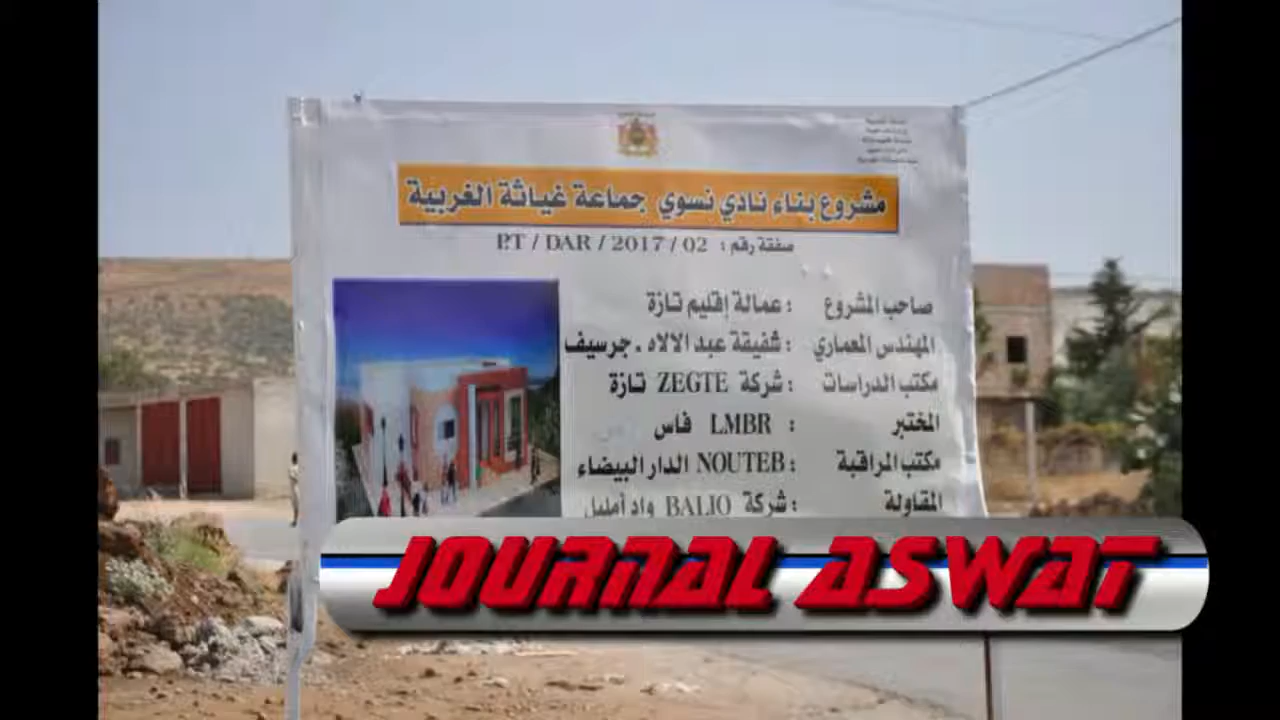 مشروع بناء نادي نسوي جماعة غياثة الغربية
صفقة رقم : P.T / DAR / 2017 / 02
صاحب المشروع : عمالة إقليم تازة
المهندس المعماري : شفيقة عبد الالاه . جرسيف
مكتب الدراسات : شركة ZEGTE تازة
المختبر : LMBR فاس
مكتب المراقبة : NOUTEB الدار البيضاء
المقاولة : شركة BALIO واد أمليل
JOURNAL ASWAT